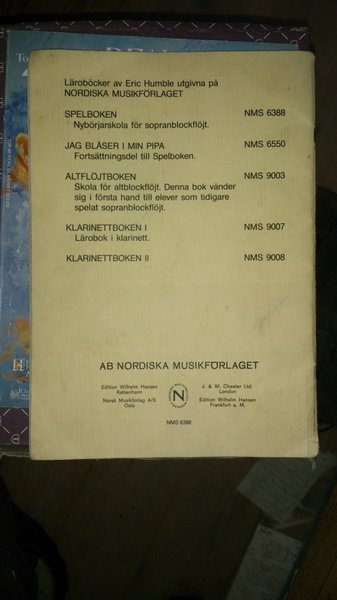 Läroböcker av Eric Humble utgivna på
NORDISKA MUSIKFÖRLAGET
SPELBOKEN NMS 6388
Nybörjarskola för sopranblockflöjt.
JAG BLÅSER I MIN PIPA NMS 6550
Fortsättningsdel till Spelboken.
ALTFLÖJTBOKEN NMS 9003
Skola för altblockflöjt. Denna bok vänder
sig i första hand till elever som tidigare
spelat sopranblockflöjt.
KLARINETTBOKEN I NMS 9007
Lärobok i klarinett.
KLARINETTBOKEN II NMS 9008
AB NORDISKA MUSIKFÖRLAGET
Edition Wilhelm Hansen
København
Norsk Musikforlag A/S
Oslo
N
J. & W. Chester Ltd.
London
Edition Wilhelm Hansen
Frankfurt a. M.
NMS 6388